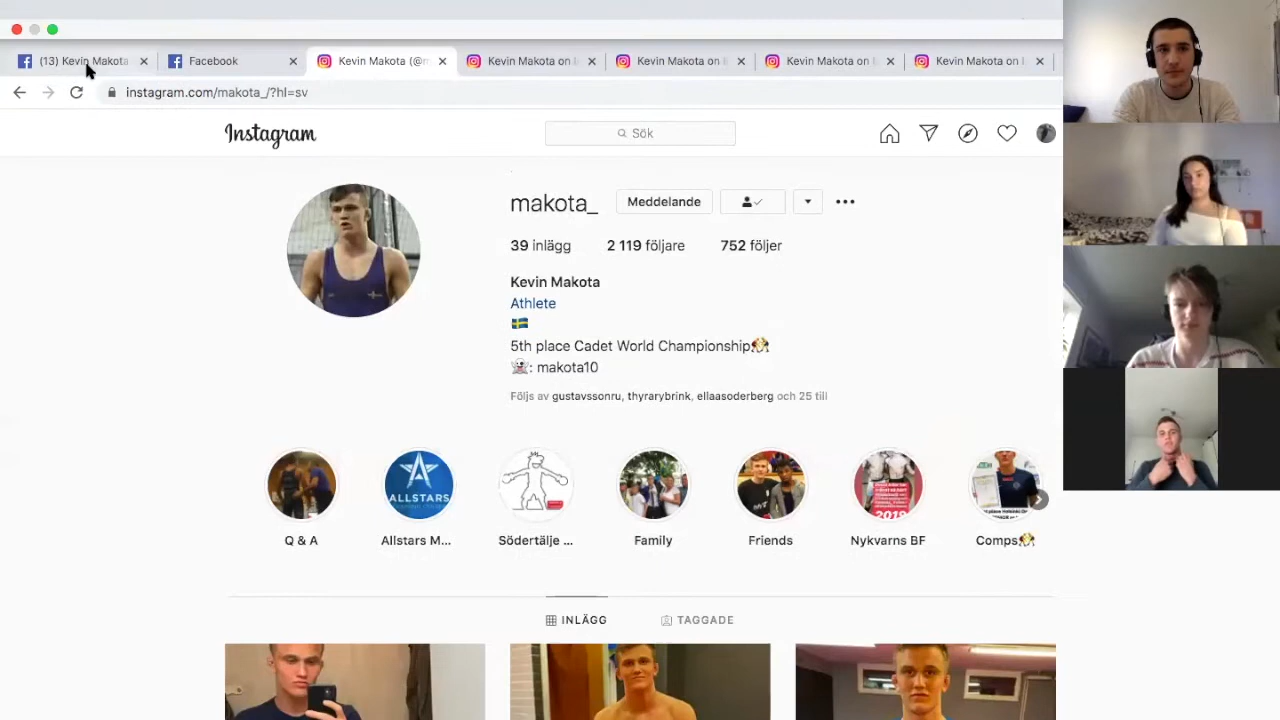 (13) Kevin Makota
Facebook
Kevin Makota (@m
Kevin Makota on I
Kevin Makota on I
Kevin Makota on I
Kevin Makota on I
instagram.com/makota_/?hl=sv
Instagram
Sök
makota_
Meddelande
39 inlägg
2 119 följare
752 följer
Kevin Makota
Athlete
5th place Cadet World Championship
: makota10
Följs av gustavssonru, thyrarybrink, ellaasoderberg och 25 till
ALLSTARS
2019
Q & A
Allstars M...
Södertälje ...
Family
Friends
Nykvarns BF
Comps
INLÄGG
TAGGADE